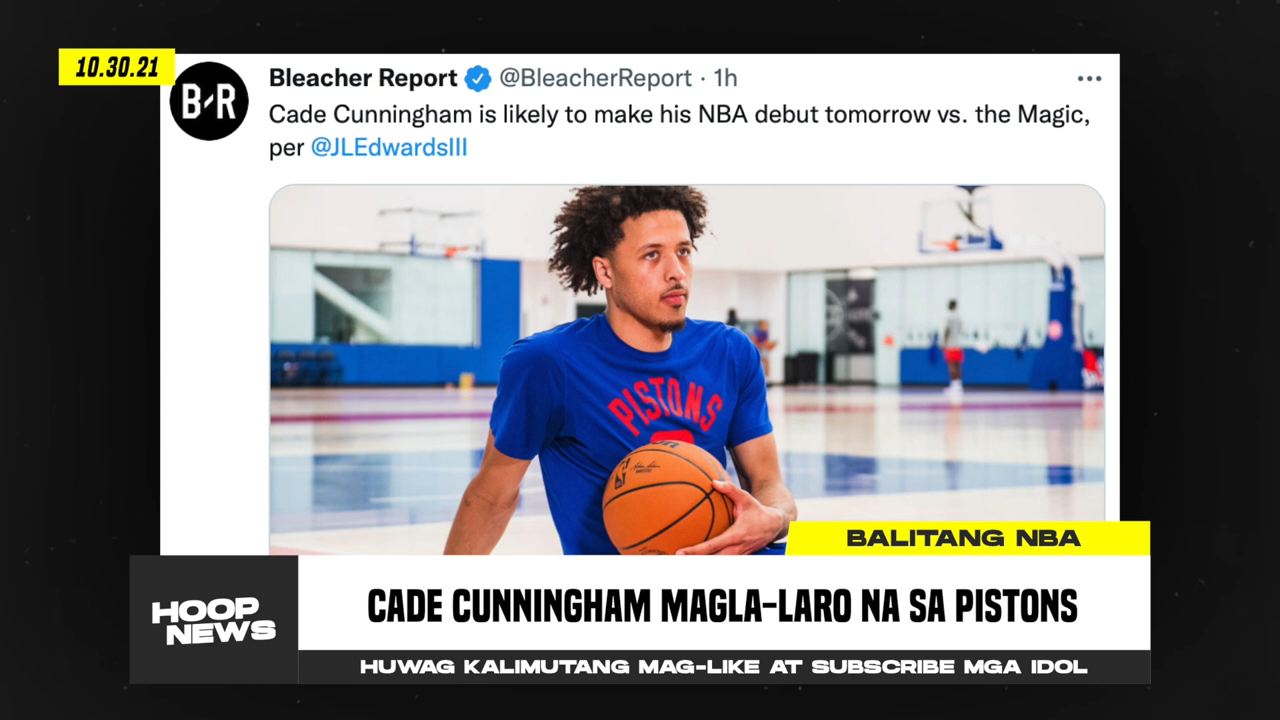 10.30.21
B-R
Bleacher Report @BleacherReport · 1h
Cade Cunningham is likely to make his NBA debut tomorrow vs. the Magic,
per @JLEdwardsIII
PISTONS
BALITANG NBA
HOOP
NEWS
CADE CUNNINGHAM MAGLA-LARO NA SA PISTONS
HUWAG KALIMUTANG MAG-LIKE AT SUBSCRIBE MGA IDOL